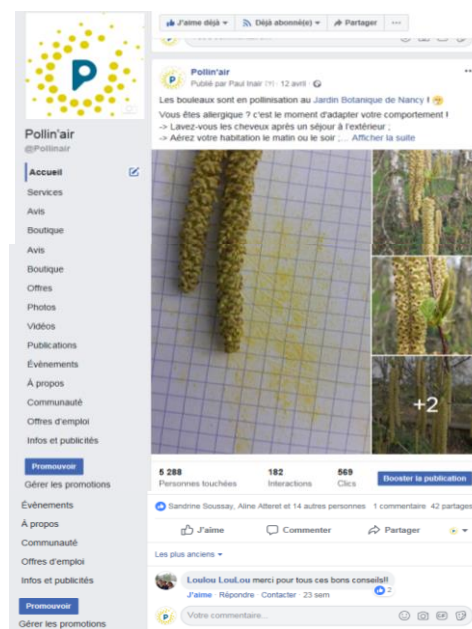 J'aime déjà
Déjà abonné(e)
Partager
Pollin'air
@Pollinair
Accueil
Services
Avis
Boutique
Avis
Boutique
Offres
Photos
Vidéos
Publications
Événements
À propos
Communauté
Offres d'emploi
Infos et publicités
Promouvoir
Gérer les promotions
Évènements
À propos
Communauté
Offres d'emploi
Infos et publicités
Promouvoir
Gérer les promotions
Pollin'air
Publié par Paul Inair [?] · 12 avril ·
Les bouleaux sont en pollinisation au Jardin Botanique de Nancy !
Vous êtes allergique ? c'est le moment d'adapter votre comportement !
-> Lavez-vous les cheveux après un séjour à l'extérieur ;
-> Aérez votre habitation le matin ou le soir ;... Afficher la suite
+2
5 288 182 569
Personnes touchées Interactions Clics
Booster la publication
Sandrine Soussay, Aline Atteret et 14 autres personnes 1 commentaire 42 partages
J'aime Commenter Partager
Les plus anciens
Loulou LouLou merci pour tous ces bons conseils!!
J'aime · Répondre · Contacter · 23 sem 2
Votre commentaire...